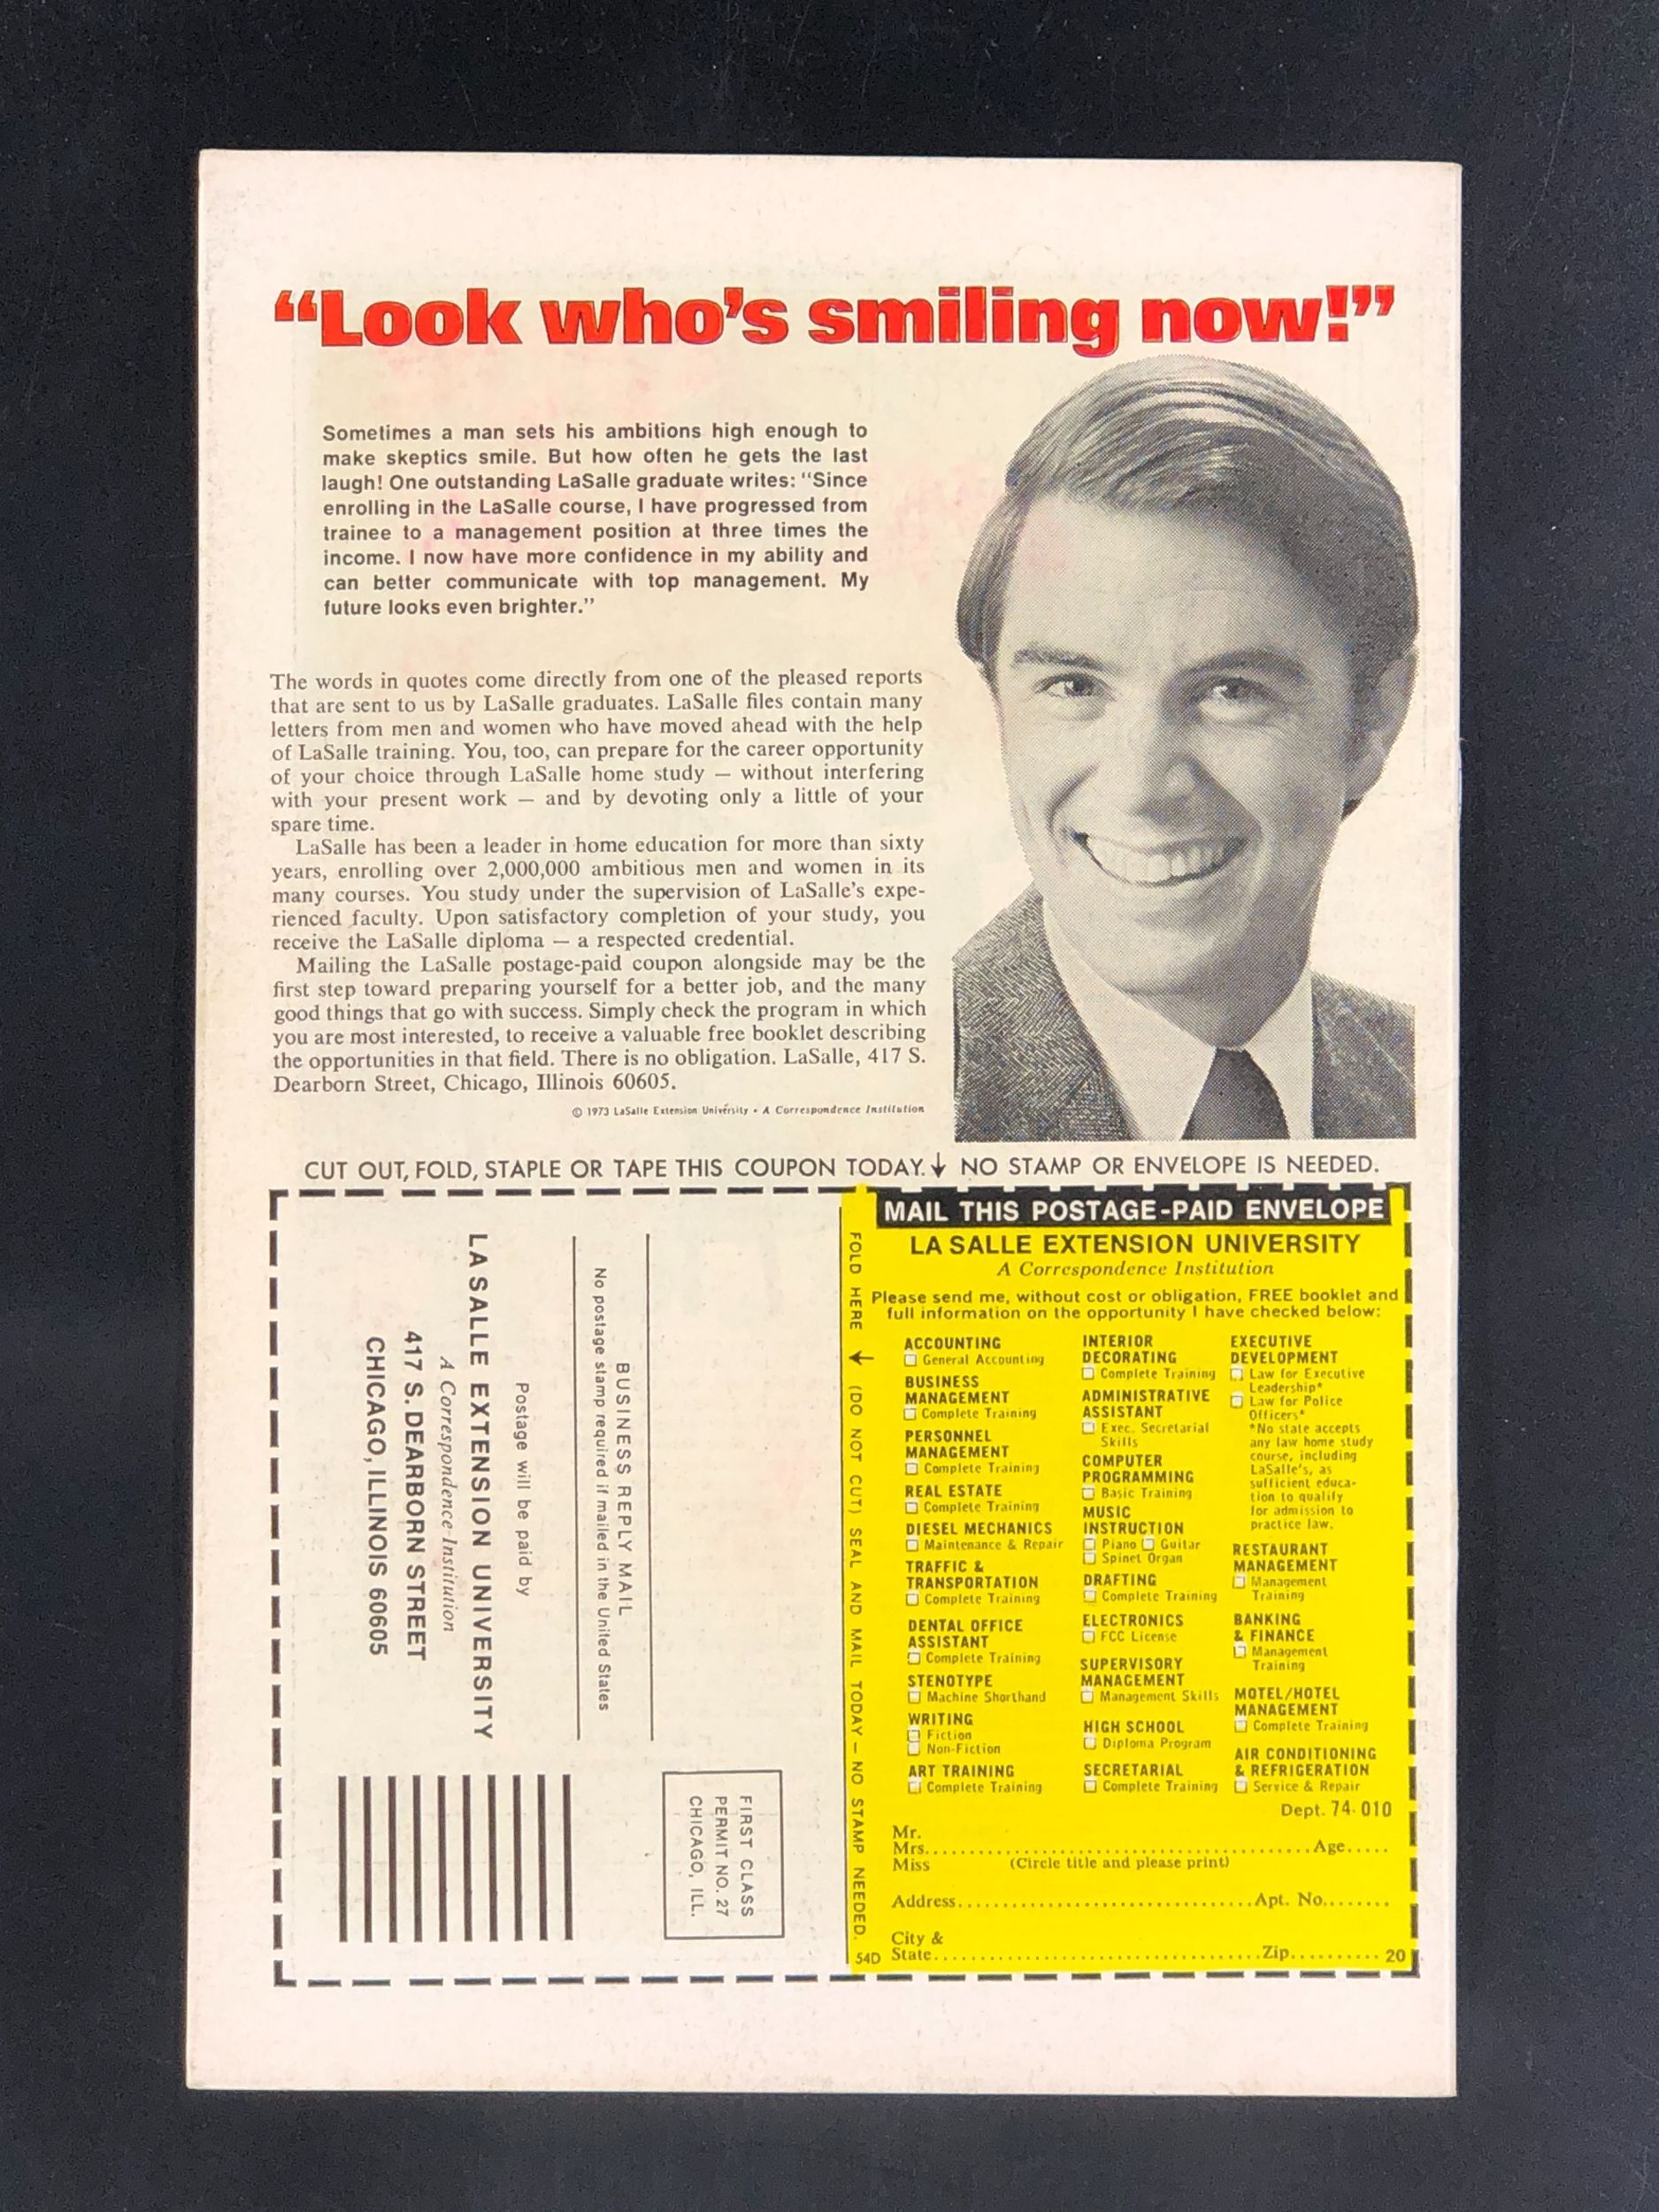 “Look who’s smiling now!”
Sometimes a man sets his ambitions high enough to
make skeptics smile. But how often he gets the last
laugh! One outstanding LaSalle graduate writes: “Since
enrolling in the LaSalle course, I have progressed from
trainee to a management position at three times the
income. I now have more confidence in my ability and
can better communicate with top management. My
future looks even brighter.”
The words in quotes come directly from one of the pleased reports
that are sent to us by LaSalle graduates. LaSalle files contain many
letters from men and women who have moved ahead with the help
of LaSalle training. You, too, can prepare for the career opportunity
of your choice through LaSalle home study — without interfering
with your present work — and by devoting only a little of your
spare time.
LaSalle has been a leader in home education for more than sixty
years, enrolling over 2,000,000 ambitious men and women in its
many courses. You study under the supervision of LaSalle’s expe-
rienced faculty. Upon satisfactory completion of your study, you
receive the LaSalle diploma — a respected credential.
Mailing the LaSalle postage-paid coupon alongside may be the
first step toward preparing yourself for a better job, and the many
good things that go with success. Simply check the program in which
you are most interested, to receive a valuable free booklet describing
the opportunities in that field. There is no obligation. LaSalle, 417 S.
Dearborn Street, Chicago, Illinois 60605.
© 1973 LaSalle Extension University • A Correspondence Institution
CUT OUT, FOLD, STAPLE OR TAPE THIS COUPON TODAY.↓ NO STAMP OR ENVELOPE IS NEEDED.
FIRST CLASS
PERMIT NO. 27
CHICAGO, ILL.
BUSINESS REPLY MAIL
No postage stamp required if mailed in the United States
Postage will be paid by
LA SALLE EXTENSION UNIVERSITY
A Correspondence Institution
417 S. DEARBORN STREET
CHICAGO, ILLINOIS 60605
FOLD HERE ↓ (DO NOT CUT) SEAL AND MAIL TODAY — NO STAMP NEEDED.
MAIL THIS POSTAGE-PAID ENVELOPE
LA SALLE EXTENSION UNIVERSITY
A Correspondence Institution
Please send me, without cost or obligation, FREE booklet and
full information on the opportunity I have checked below:
ACCOUNTING
☐ General Accounting
BUSINESS
MANAGEMENT
☐ Complete Training
PERSONNEL
MANAGEMENT
☐ Complete Training
REAL ESTATE
☐ Complete Training
DIESEL MECHANICS
☐ Maintenance & Repair
TRAFFIC &
TRANSPORTATION
☐ Complete Training
DENTAL OFFICE
ASSISTANT
☐ Complete Training
STENOTYPE
☐ Machine Shorthand
WRITING
☐ Fiction
☐ Non-Fiction
ART TRAINING
☐ Complete Training
INTERIOR
DECORATING
☐ Complete Training
ADMINISTRATIVE
ASSISTANT
☐ Exec. Secretarial
Skills
COMPUTER
PROGRAMMING
☐ Basic Training
MUSIC
INSTRUCTION
☐ Piano ☐ Guitar
☐ Spinet Organ
DRAFTING
☐ Complete Training
ELECTRONICS
☐ FCC License
SUPERVISORY
MANAGEMENT
☐ Management Skills
HIGH SCHOOL
☐ Diploma Program
SECRETARIAL
☐ Complete Training
EXECUTIVE
DEVELOPMENT
☐ Law for Executive
Leadership*
☐ Law for Police
Officers*
*No state accepts
any law home study
course, including
LaSalle’s, as
sufficient educa-
tion to qualify
for admission to
practice law.
RESTAURANT
MANAGEMENT
☐ Management
Training
BANKING
& FINANCE
☐ Management
Training
MOTEL/HOTEL
MANAGEMENT
☐ Complete Training
AIR CONDITIONING
& REFRIGERATION
☐ Service & Repair
Dept. 74-010
Mr.
Mrs..........................................................Age.....
Miss (Circle title and please print)
Address.............................................Apt. No........
City &
State.................................................Zip.......... 20
54D